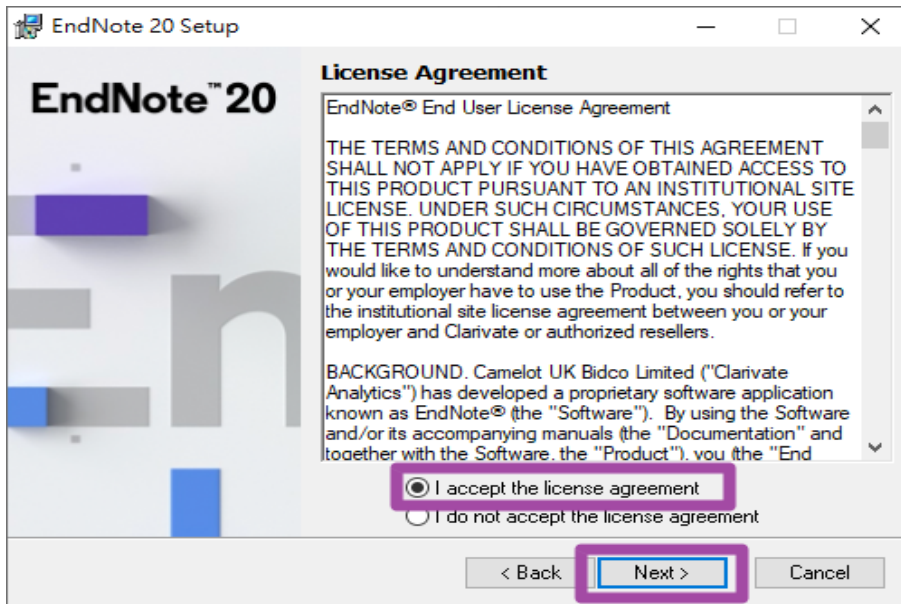 EndNote 20 Setup
License Agreement
EndNote™20
EndNote® End User License Agreement
THE TERMS AND CONDITIONS OF THIS AGREEMENT
SHALL NOT APPLY IF YOU HAVE OBTAINED ACCESS TO
THIS PRODUCT PURSUANT TO AN INSTITUTIONAL SITE
LICENSE. UNDER SUCH CIRCUMSTANCES, YOUR USE
OF THIS PRODUCT SHALL BE GOVERNED SOLELY BY
THE TERMS AND CONDITIONS OF SUCH LICENSE. If you
would like to understand more about all of the rights that you
or your employer have to use the Product, you should refer to
the institutional site license agreement between you or your
employer and Clarivate or authorized resellers.
BACKGROUND. Camelot UK Bidco Limited ("Clarivate
Analytics") has developed a proprietary software application
known as EndNote® (the "Software").  By using the Software
and/or its accompanying manuals (the "Documentation" and
together with the Software, the "Product"), you (the "End
I accept the license agreement
I do not accept the license agreement
< Back
Next >
Cancel
En